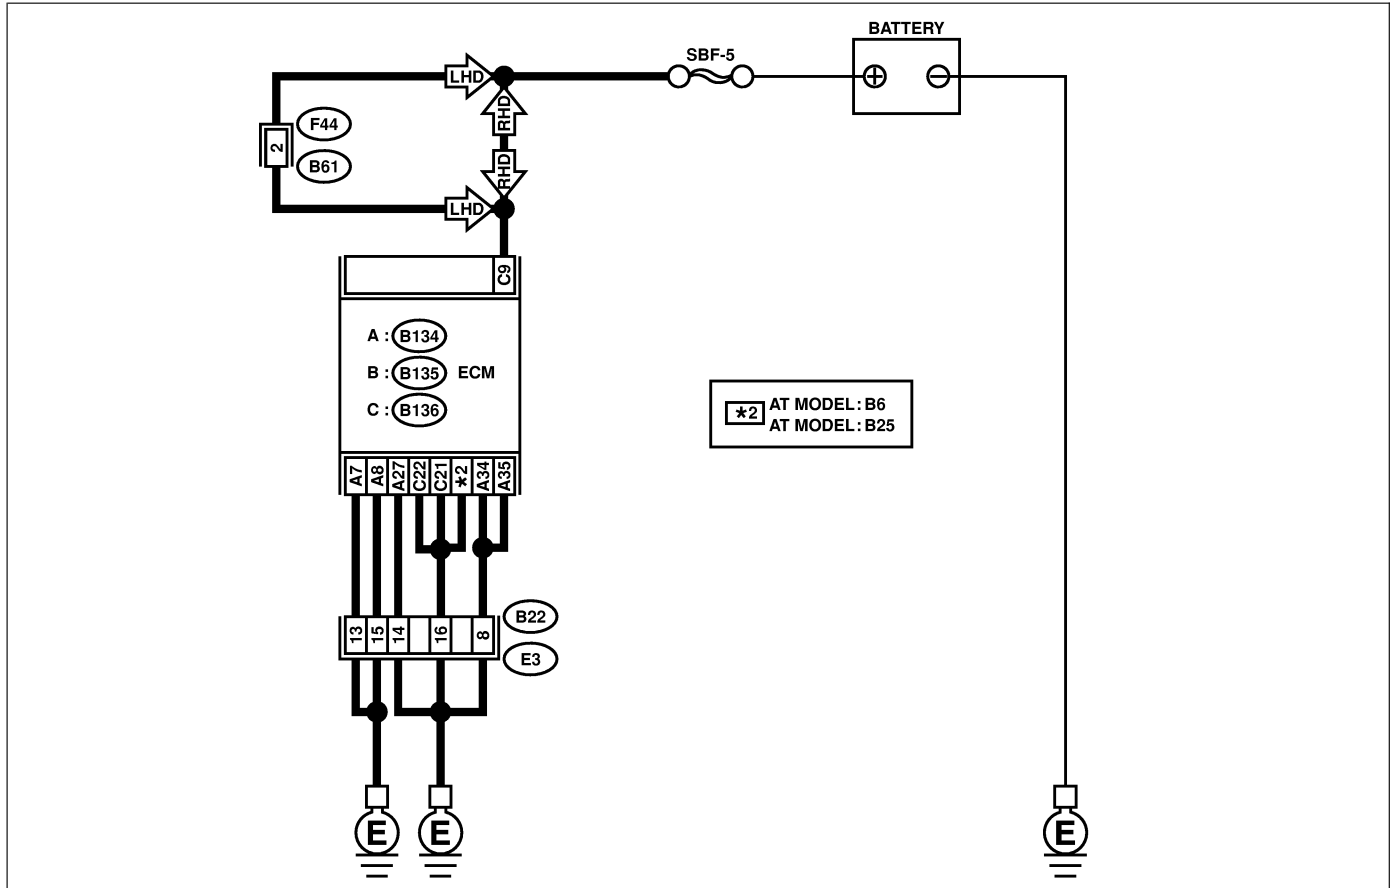 BATTERY
SBF-5
LHD
RHD
F44
2
B61
RHD
LHD
C9
A : B134
B : B135 ECM
C : B136
*2 AT MODEL: B6
AT MODEL: B25
A7 A8 A27 C22 C21 *2 A34 A35
B22
13 15 14 16 8
E3
E E E